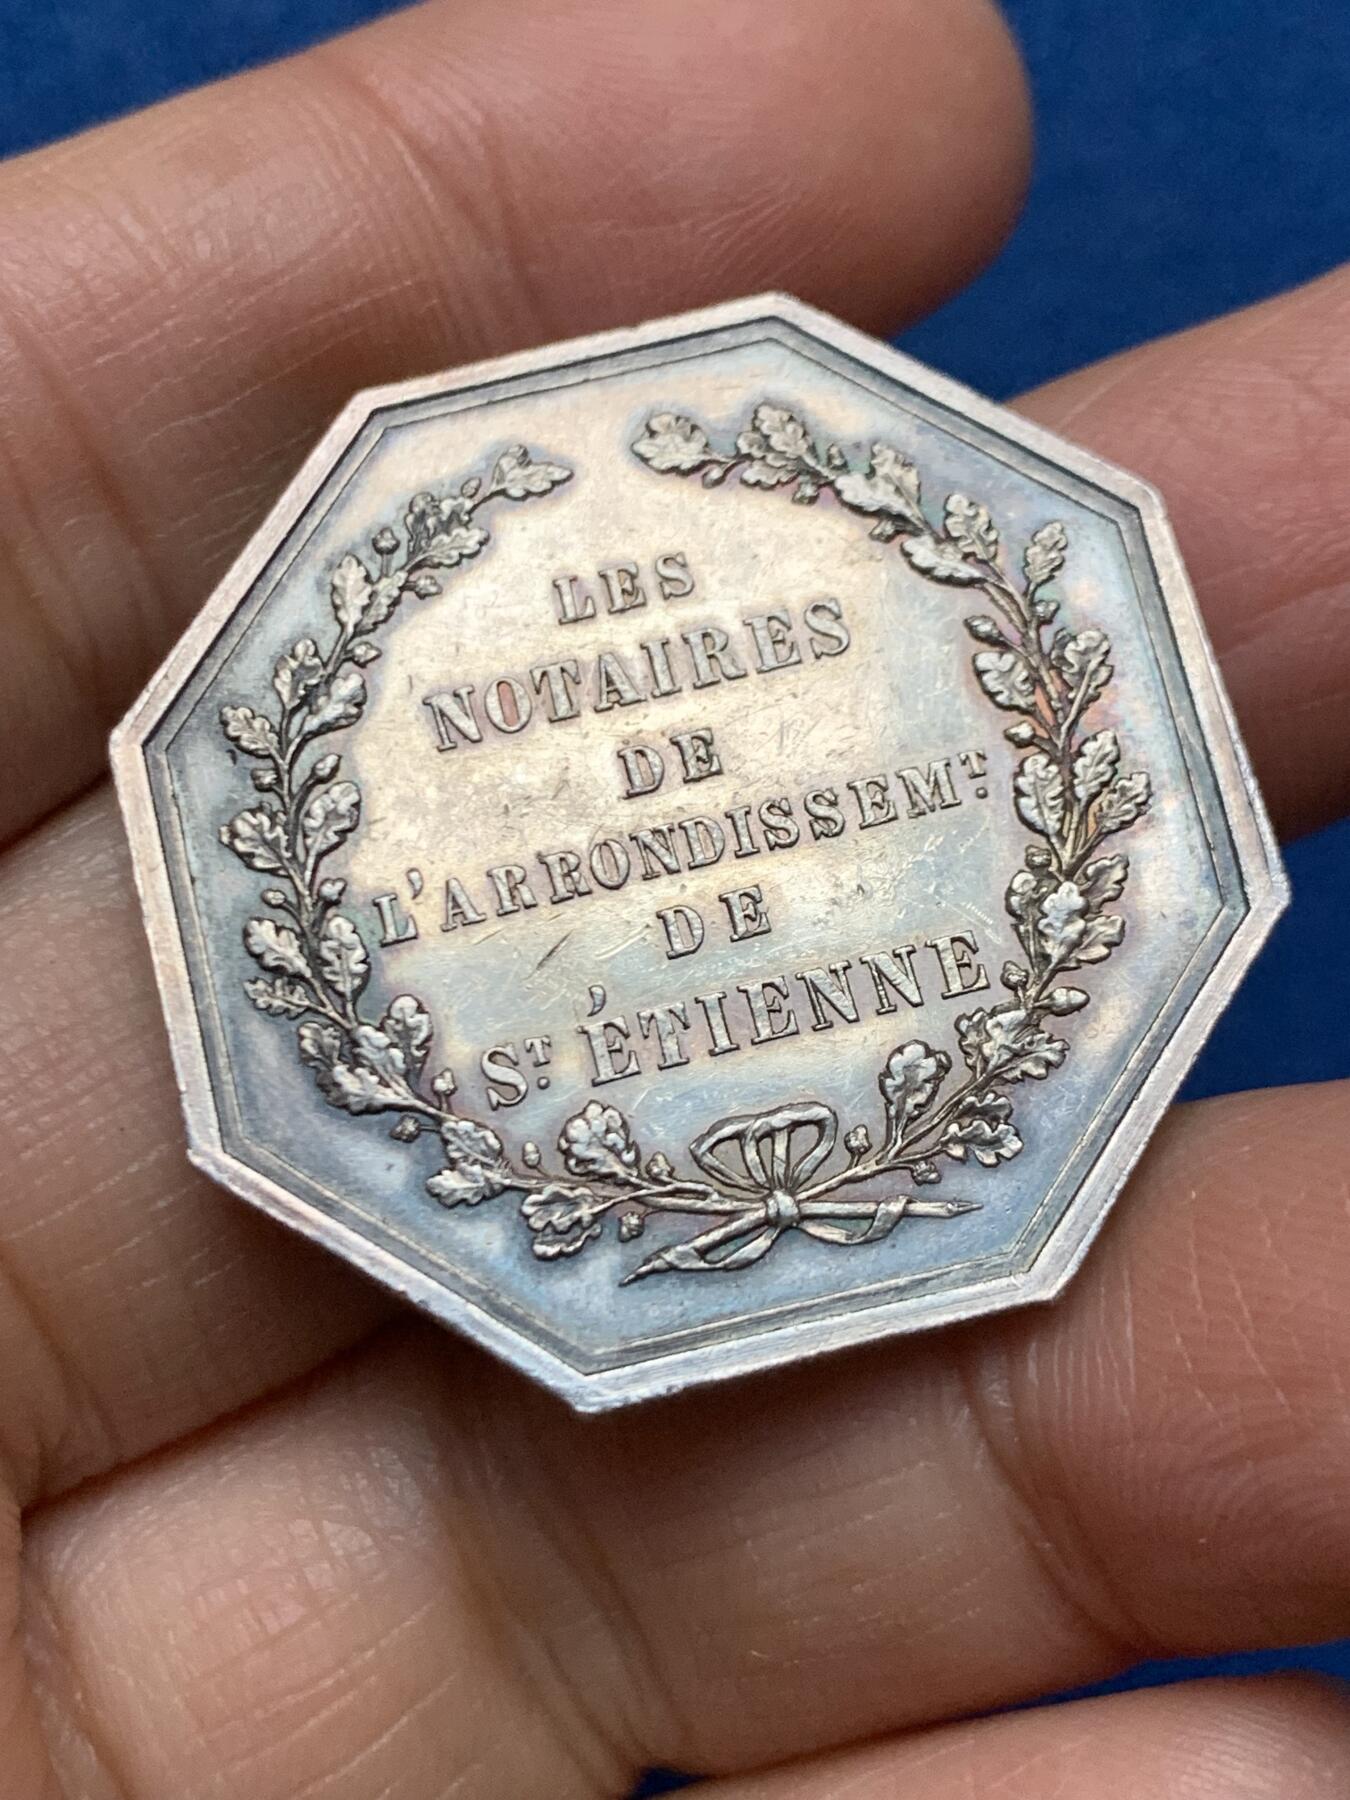 LES
NOTAIRES
DE
L'ARRONDISSEMT.
DE
ST. ÉTIENNE